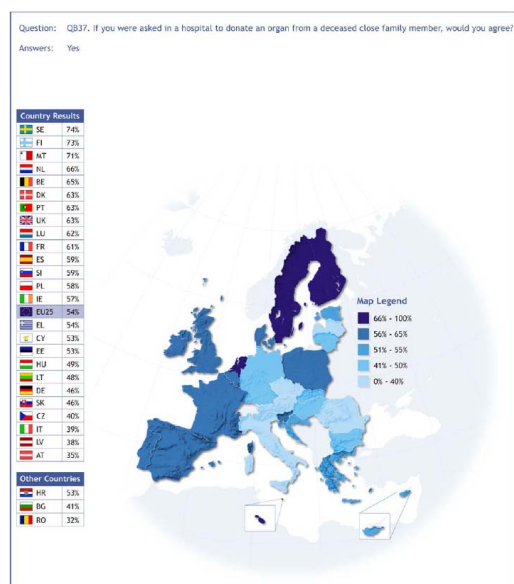 Question: QB37. If you were asked in a hospital to donate an organ from a deceased close family member, would you agree?
Answers: Yes
Country Results
SE 74%
FI 73%
MT 71%
NL 66%
BE 65%
DK 63%
PT 63%
UK 63%
LU 62%
FR 61%
ES 59%
SI 59%
PL 58%
IE 57%
EU25 54%
EL 54%
CY 53%
EE 53%
HU 49%
LT 48%
DE 46%
SK 46%
CZ 40%
IT 39%
LV 38%
AT 35%
Other Countries
HR 53%
BG 41%
RO 32%
Map Legend
66% - 100%
56% - 65%
51% - 55%
41% - 50%
0% - 40%